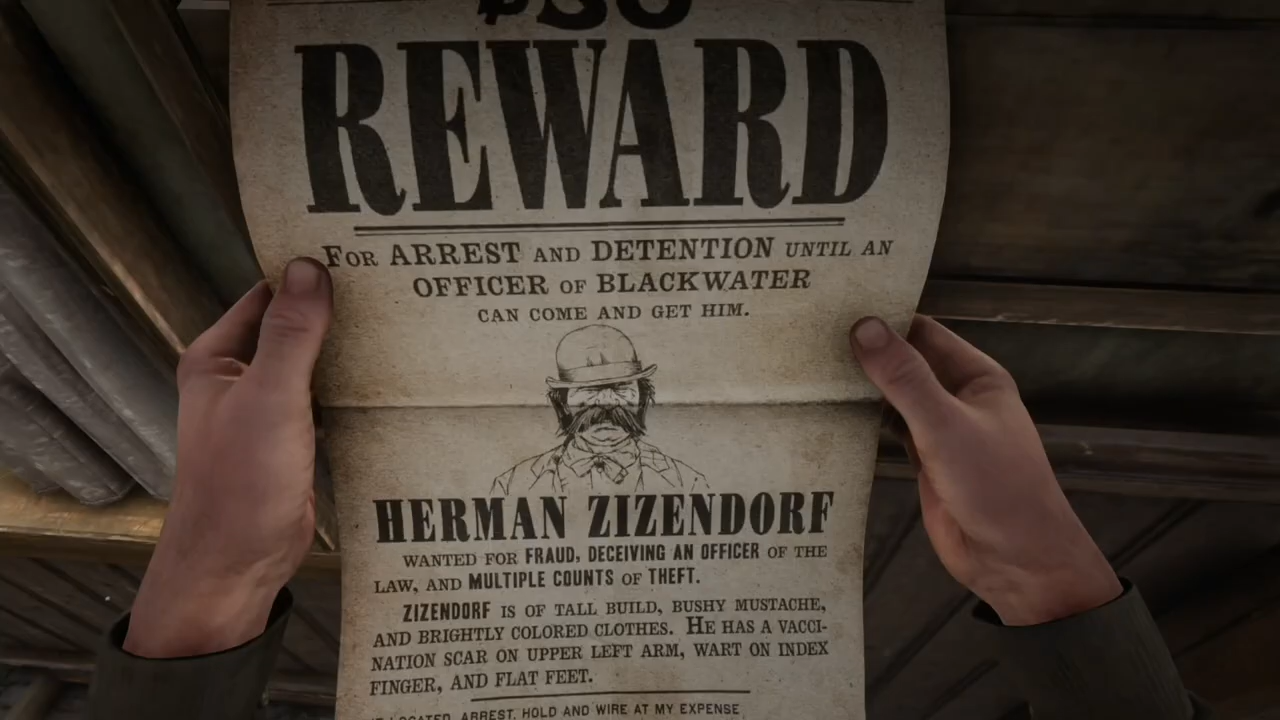 REWARD
FOR ARREST AND DETENTION UNTIL AN
OFFICER OF BLACKWATER
CAN COME AND GET HIM.
HERMAN ZIZENDORF
WANTED FOR FRAUD, DECEIVING AN OFFICER OF THE
LAW, AND MULTIPLE COUNTS OF THEFT.
ZIZENDORF IS OF TALL BUILD, BUSHY MUSTACHE,
AND BRIGHTLY COLORED CLOTHES. HE HAS A VACCI-
NATION SCAR ON UPPER LEFT ARM, WART ON INDEX
FINGER, AND FLAT FEET.
LOCATED, ARREST, HOLD AND WIRE AT MY EXPENSE